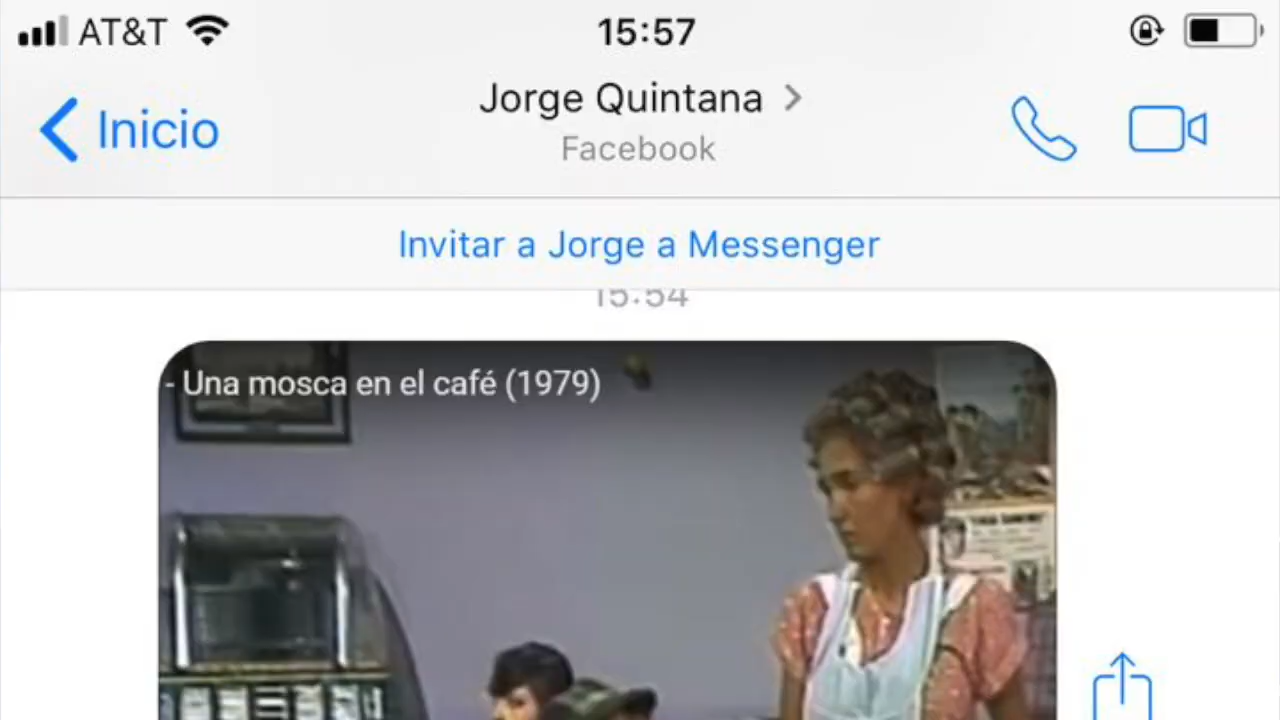 AT&T
15:57
Inicio
Jorge Quintana
Facebook
Invitar a Jorge a Messenger
15:54
- Una mosca en el café (1979)